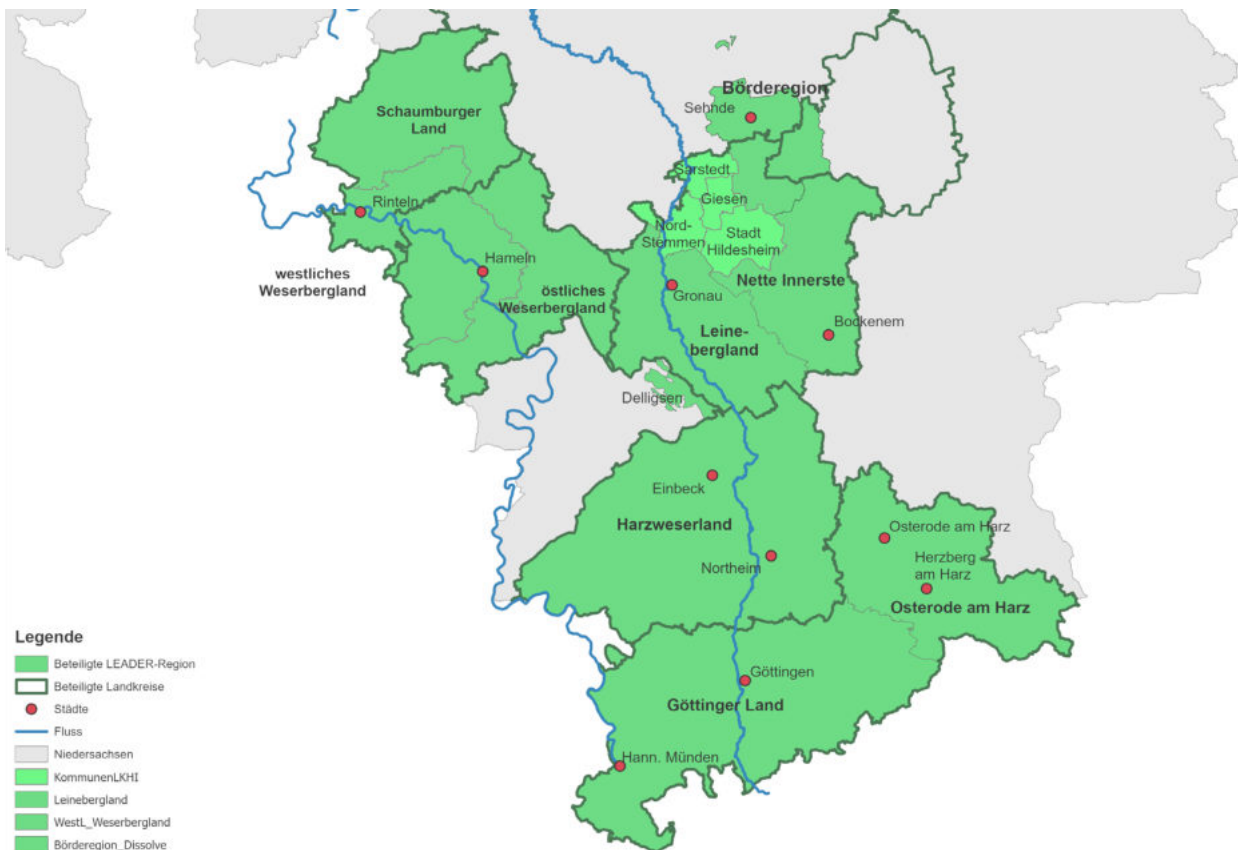 Schaumburger
Land
Börderegion
Sehnde
Sarstedt
Giesen
Rinteln
Nord-
Stemmen
Stadt
Hildesheim
Hameln
westliches
Weserbergland
östliches
Weserbergland
Nette Innerste
Gronau
Bockenem
Leine-
bergland
Delligsen
Einbeck
Harzweserland
Osterode am Harz
Northeim
Herzberg
am Harz
Osterode am Harz
Göttingen
Göttinger Land
Hann. Münden
Legende
Beteiligte LEADER-Region
Beteiligte Landkreise
Städte
Fluss
Niedersachsen
KommunenLKHI
Leinebergland
WestL_Weserbergland
Börderegion_Dissolve